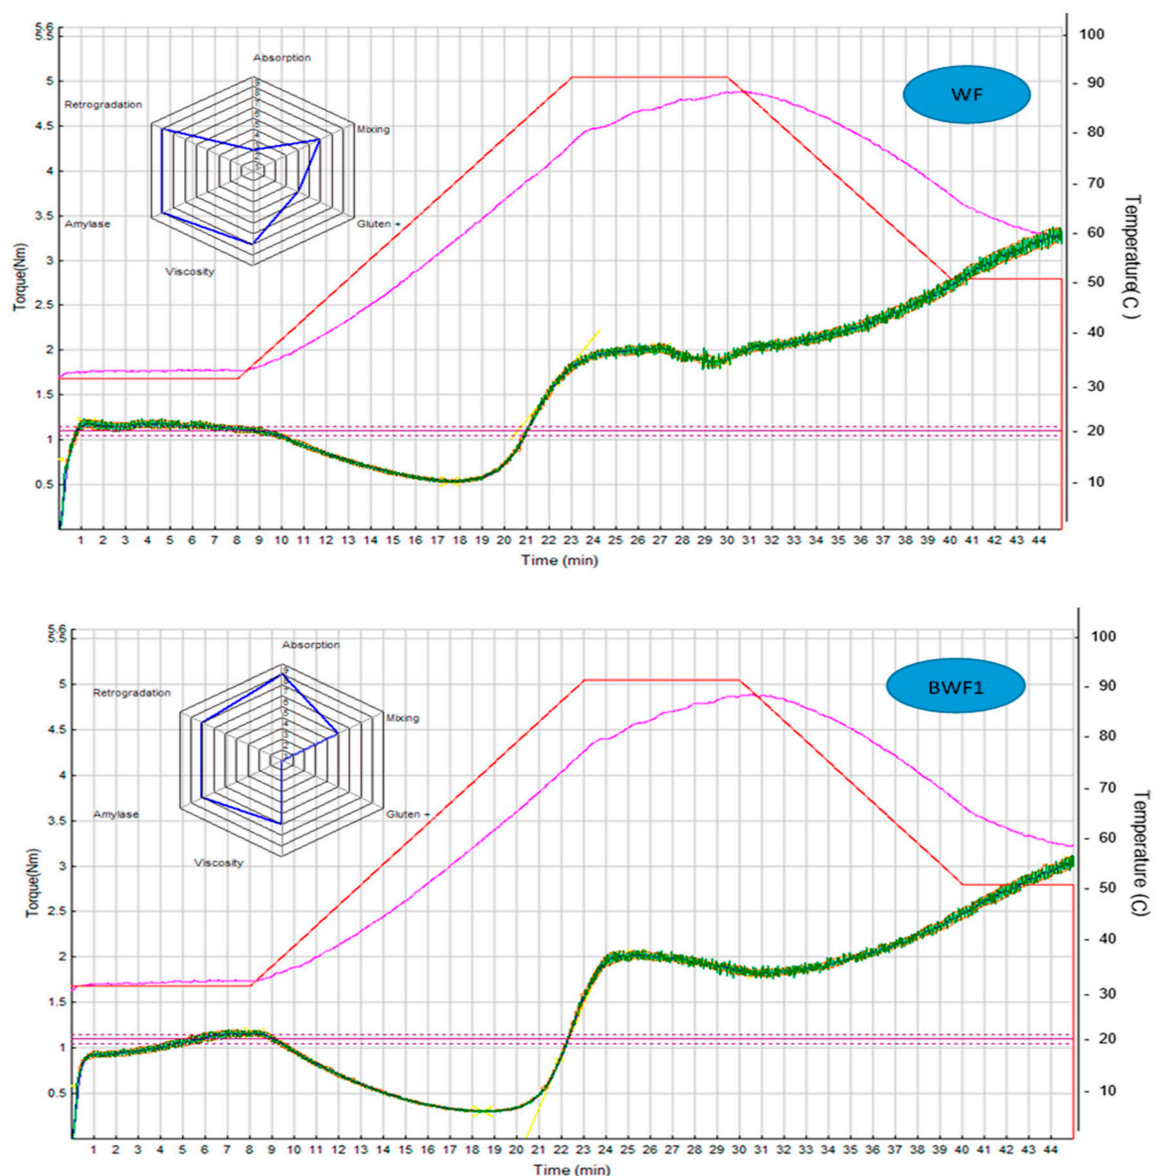 5.6
5.5
5
4.5
4
3.5
3
2.5
2
1.5
1
0.5
Torque(Nm)
Absorption
Retrogradation
Mixing
Amylase
Gluten +
Viscosity
WF
100
- 90
- 80
- 70
- 60
- 50
- 40
- 30
- 20
- 10
Temperature(C )
1 2 3 4 5 6 7 8 9 10 11 12 13 14 15 16 17 18 19 20 21 22 23 24 25 26 27 28 29 30 31 32 33 34 35 36 37 38 39 40 41 42 43 44
Time (min)
5.6
5.5
5
4.5
4
3.5
3
2.5
2
1.5
1
0.5
Torque(Nm)
Absorption
Retrogradation
Mixing
Amylase
Gluten +
Viscosity
BWF1
100
- 90
- 80
- 70
- 60
- 50
- 40
- 30
- 20
- 10
Temperature (C)
1 2 3 4 5 6 7 8 9 10 11 12 13 14 15 16 17 18 19 20 21 22 23 24 25 26 27 28 29 30 31 32 33 34 35 36 37 38 39 40 41 42 43 44
Time (min)